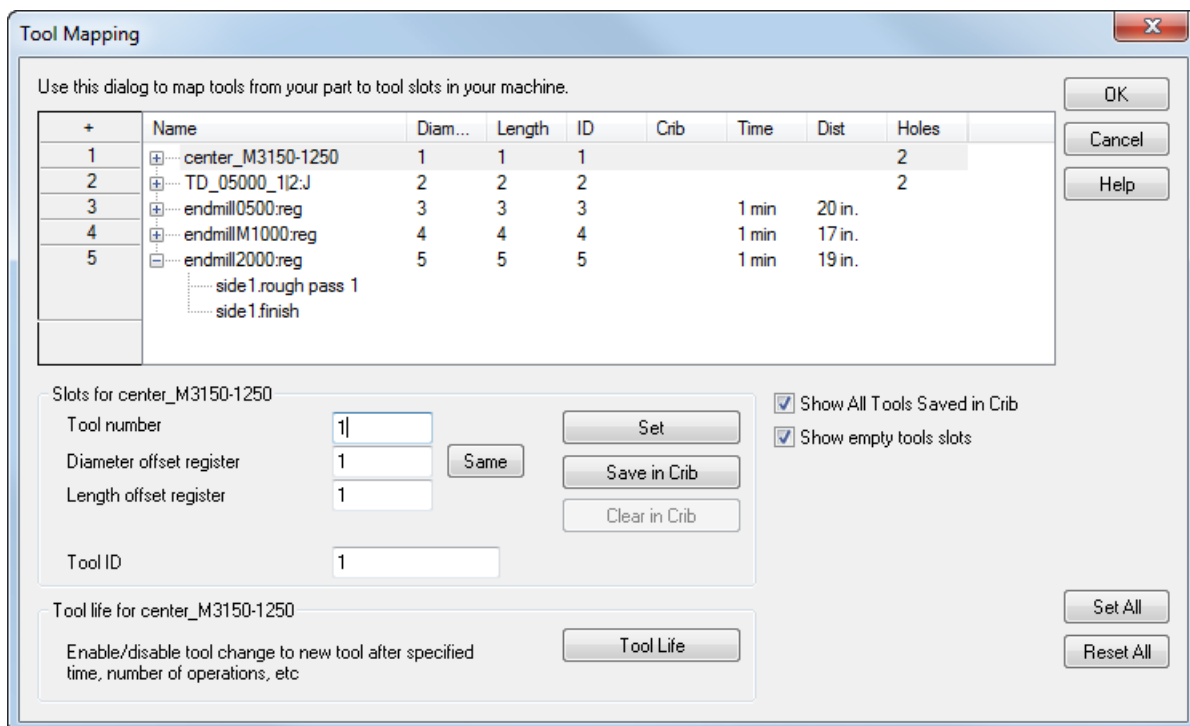 Tool Mapping
Use this dialog to map tools from your part to tool slots in your machine.
+ Name Diam... Length ID Crib Time Dist Holes
1 center_M3150-1250 1 1 1 2
2 TD_05000_1|2:J 2 2 2 2
3 endmill0500:reg 3 3 3 1 min 20 in.
4 endmillM1000:reg 4 4 4 1 min 17 in.
5 endmill2000:reg 5 5 5 1 min 19 in.
side1.rough pass 1
side1.finish
OK
Cancel
Help
Slots for center_M3150-1250
Tool number 1 Set
Diameter offset register 1 Same Save in Crib
Length offset register 1 Clear in Crib
Tool ID 1
Show All Tools Saved in Crib
Show empty tools slots
Tool life for center_M3150-1250
Enable/disable tool change to new tool after specified
time, number of operations, etc
Tool Life
Set All
Reset All